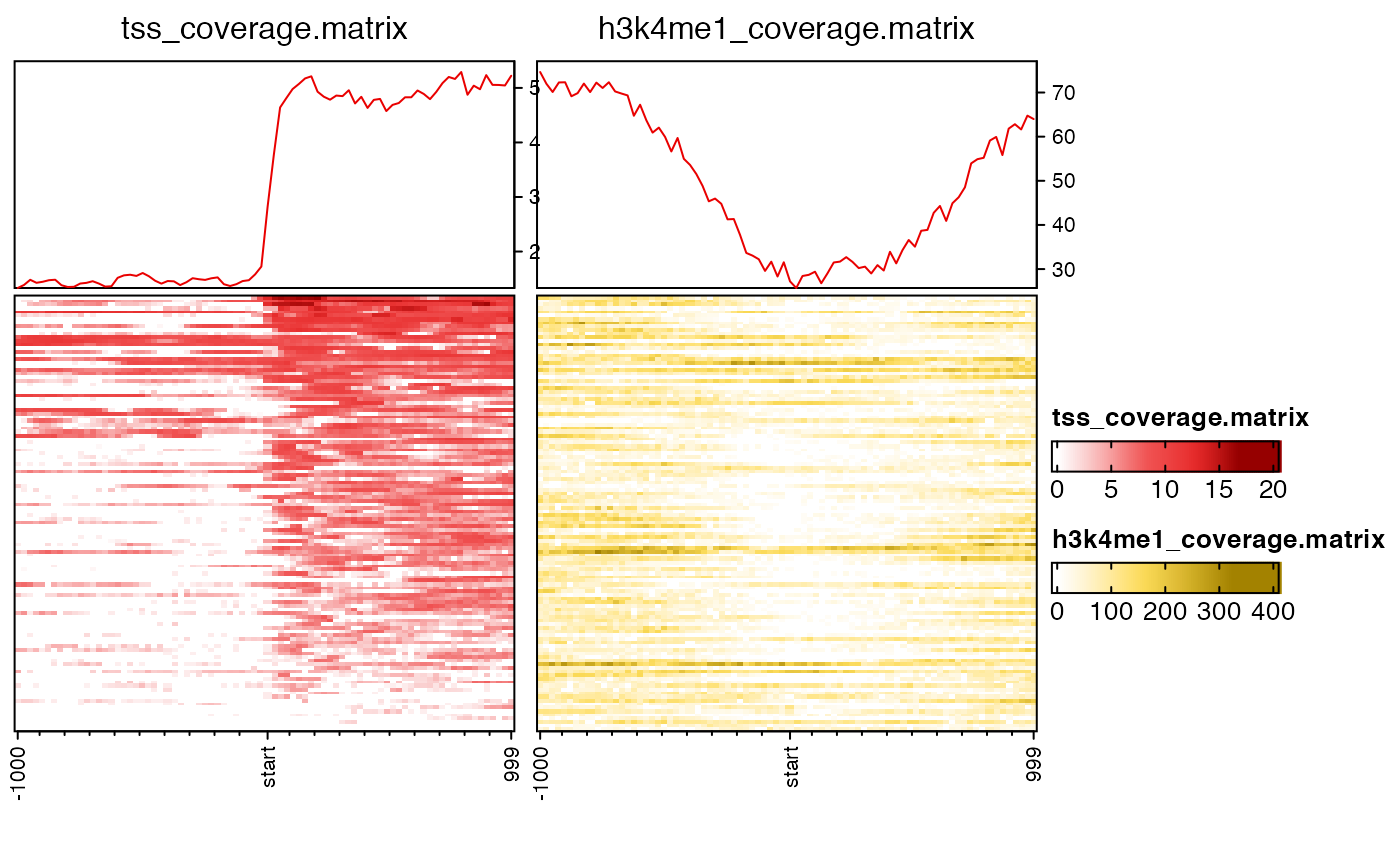 tss_coverage.matrix
h3k4me1_coverage.matrix
5
4
3
2
70
60
50
40
30
tss_coverage.matrix
0 5 10 15 20
h3k4me1_coverage.matrix
0 100 200 300 400
-1000 start 999
-1000 start 999